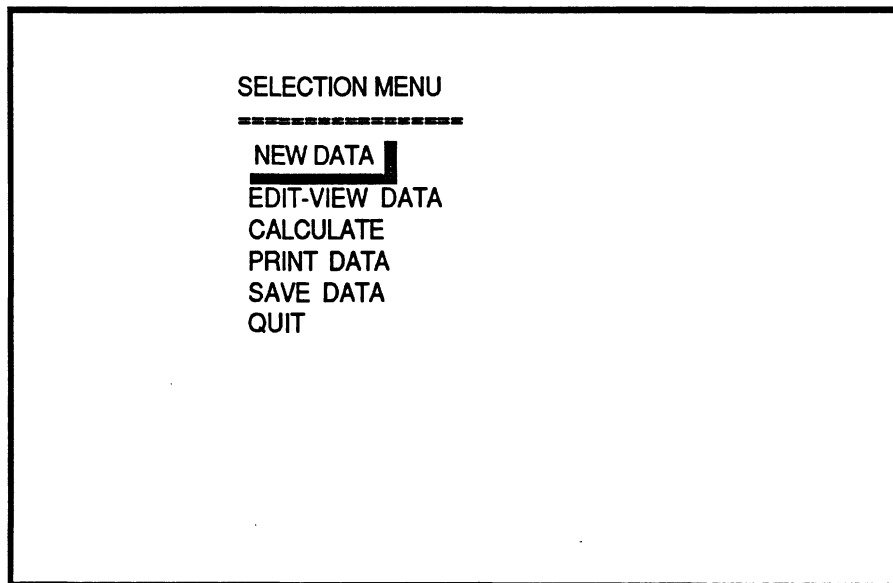 SELECTION MENU
=================
NEW DATA
EDIT-VIEW DATA
CALCULATE
PRINT DATA
SAVE DATA
QUIT